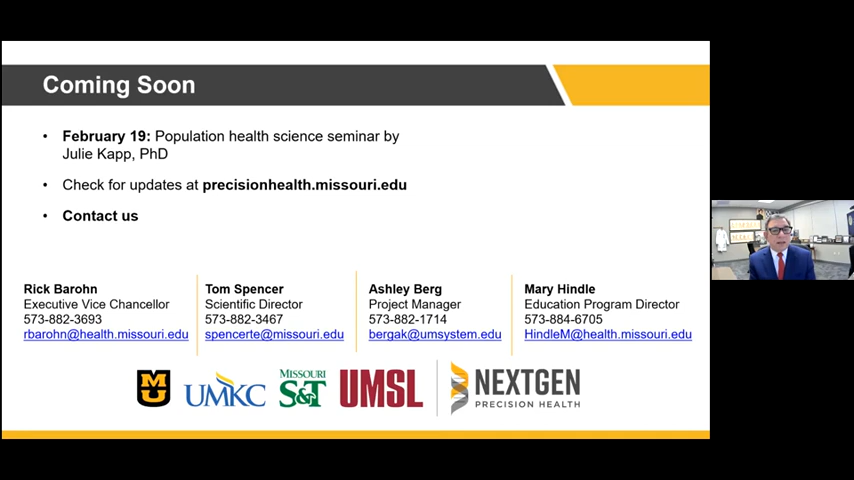 Coming Soon
• February 19: Population health science seminar by
Julie Kapp, PhD
• Check for updates at precisionhealth.missouri.edu
• Contact us
Rick Barohn
Executive Vice Chancellor
573-882-3693
rbarohn@health.missouri.edu
Tom Spencer
Scientific Director
573-882-3467
spencerte@missouri.edu
Ashley Berg
Project Manager
573-882-1714
bergak@umsystem.edu
Mary Hindle
Education Program Director
573-884-6705
HindleM@health.missouri.edu
MU
UMKC
MISSOURI
S&T
UMSL
NEXTGEN
PRECISION HEALTH